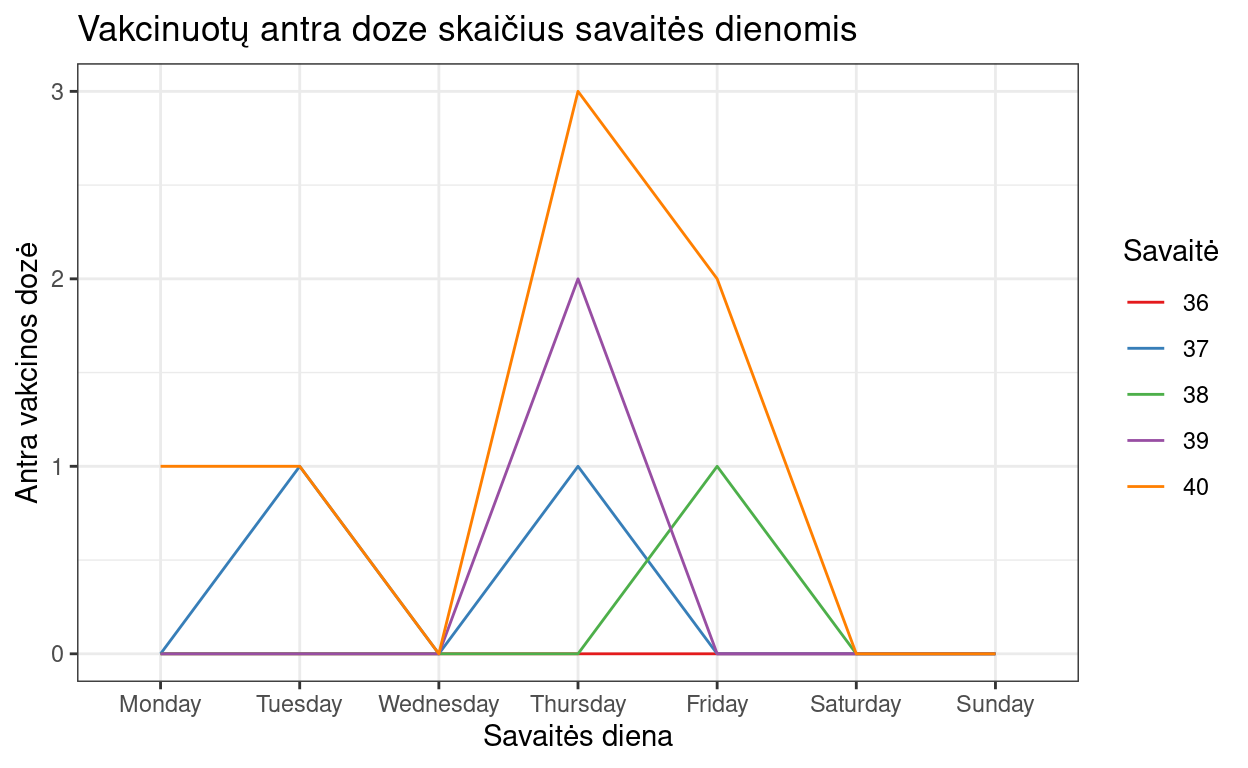 Vakcinuotų antra doze skaičius savaitės dienomis
Antra vakcinos dozė
3
2
1
0
Monday Tuesday Wednesday Thursday Friday Saturday Sunday
Savaitės diena
Savaitė
36
37
38
39
40